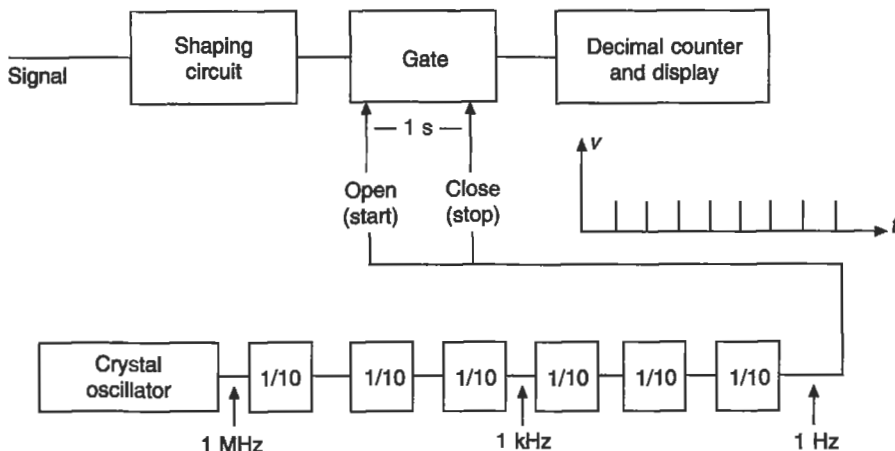 Signal
Shaping
circuit
Gate
Decimal counter
and display
1 s
Open
(start)
Close
(stop)
v
t
Crystal
oscillator
1/10
1/10
1/10
1/10
1/10
1/10
1 MHz
1 kHz
1 Hz